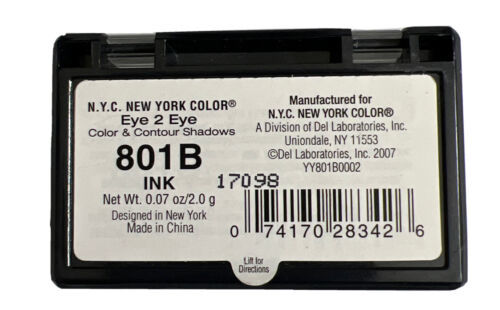 N.Y.C. NEW YORK COLOR®
Eye 2 Eye
Color & Contour Shadows
801B
INK
Net Wt. 0.07 oz/2.0 g
Designed in New York
Made in China
17098
Manufactured for
N.Y.C. NEW YORK COLOR®
A Division of Del Laboratories, Inc.
Uniondale, NY 11553
©Del Laboratories, Inc. 2007
YY801B0002
0 74170 28342 6
Lift for
Directions